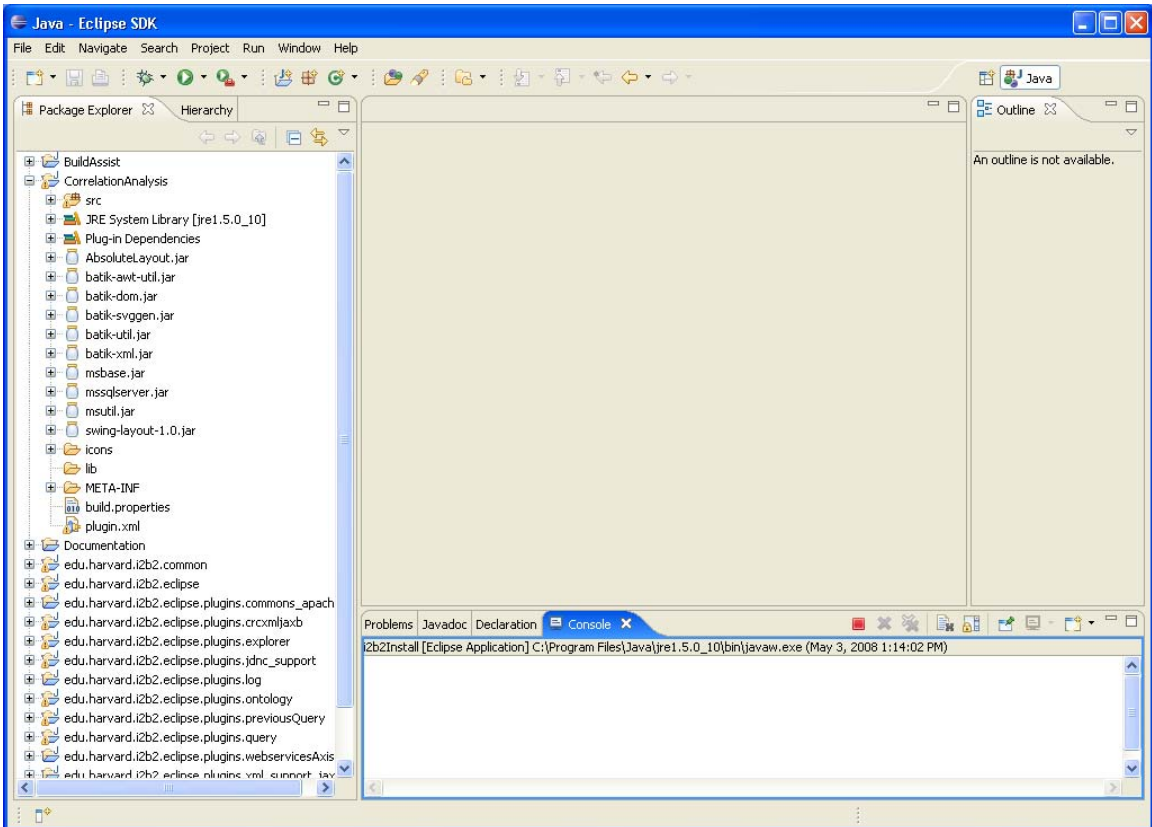 Java - Eclipse SDK
File Edit Navigate Search Project Run Window Help
Java
Package Explorer Hierarchy
BuildAssist
CorrelationAnalysis
src
JRE System Library [jre1.5.0_10]
Plug-in Dependencies
AbsoluteLayout.jar
batik-awt-util.jar
batik-dom.jar
batik-svggen.jar
batik-util.jar
batik-xml.jar
msbase.jar
mssqlserver.jar
msutil.jar
swing-layout-1.0.jar
icons
lib
META-INF
build.properties
plugin.xml
Documentation
edu.harvard.i2b2.common
edu.harvard.i2b2.eclipse
edu.harvard.i2b2.eclipse.plugins.commons_apach
edu.harvard.i2b2.eclipse.plugins.crcxmljaxb
edu.harvard.i2b2.eclipse.plugins.explorer
edu.harvard.i2b2.eclipse.plugins.jdnc_support
edu.harvard.i2b2.eclipse.plugins.log
edu.harvard.i2b2.eclipse.plugins.ontology
edu.harvard.i2b2.eclipse.plugins.previousQuery
edu.harvard.i2b2.eclipse.plugins.query
edu.harvard.i2b2.eclipse.plugins.webservicesAxis
edu.harvard.i2b2.eclipse.plugins.xml_support_jax
Outline
An outline is not available.
Problems Javadoc Declaration Console
i2b2Install [Eclipse Application] C:\Program Files\Java\jre1.5.0_10\bin\javaw.exe (May 3, 2008 1:14:02 PM)